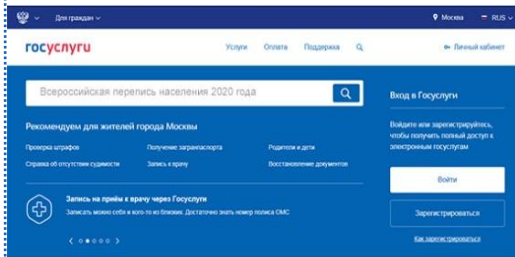 Для граждан
Москва RUS
госуслуги
Услуги Оплата Поддержка Личный кабинет
Всероссийская перепись населения 2020 года
Вход в Госуслуги
Рекомендуем для жителей города Москвы
Войдите или зарегистрируйтесь,
чтобы получить полный доступ к
электронным госуслугам
Проверка штрафов Получение загранпаспорта Родители и дети
Справка об отсутствии судимости Запись к врачу Восстановление документов
Войти
Запись на приём к врачу через Госуслуги
Записать можно себя и кого-то из близких. Достаточно знать номер полиса ОМС
Зарегистрироваться
Как зарегистрироваться